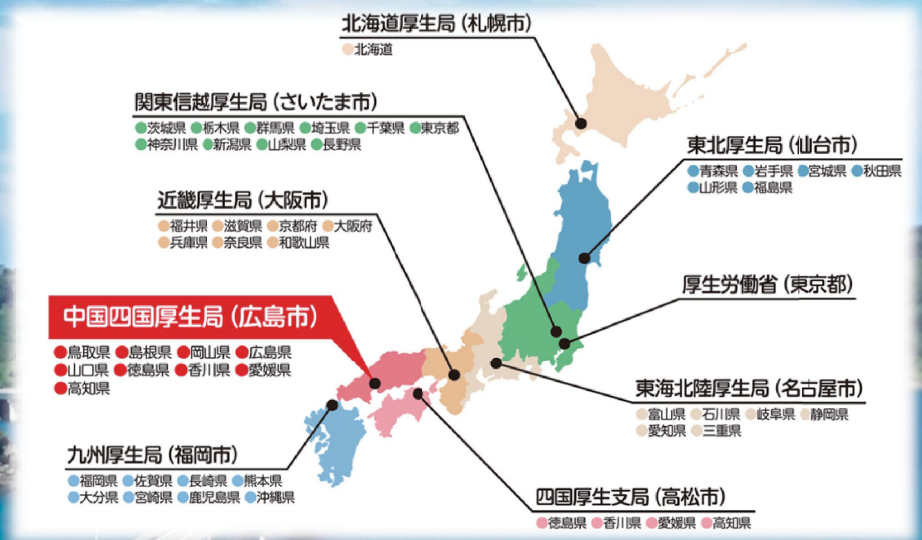 北海道厚生局（札幌市）
●北海道
関東信越厚生局（さいたま市）
●茨城県 ●栃木県 ●群馬県 ●埼玉県 ●千葉県 ●東京都
●神奈川県 ●新潟県 ●山梨県 ●長野県
東北厚生局（仙台市）
●青森県 ●岩手県 ●宮城県 ●秋田県
●山形県 ●福島県
近畿厚生局（大阪市）
●福井県 ●滋賀県 ●京都府 ●大阪府
●兵庫県 ●奈良県 ●和歌山県
厚生労働省（東京都）
中国四国厚生局（広島市）
●鳥取県 ●島根県 ●岡山県 ●広島県
●山口県 ●徳島県 ●香川県 ●愛媛県
●高知県
東海北陸厚生局（名古屋市）
●富山県 ●石川県 ●岐阜県 ●静岡県
●愛知県 ●三重県
九州厚生局（福岡市）
●福岡県 ●佐賀県 ●長崎県 ●熊本県
●大分県 ●宮崎県 ●鹿児島県 ●沖縄県
四国厚生支局（高松市）
●徳島県 ●香川県 ●愛媛県 ●高知県